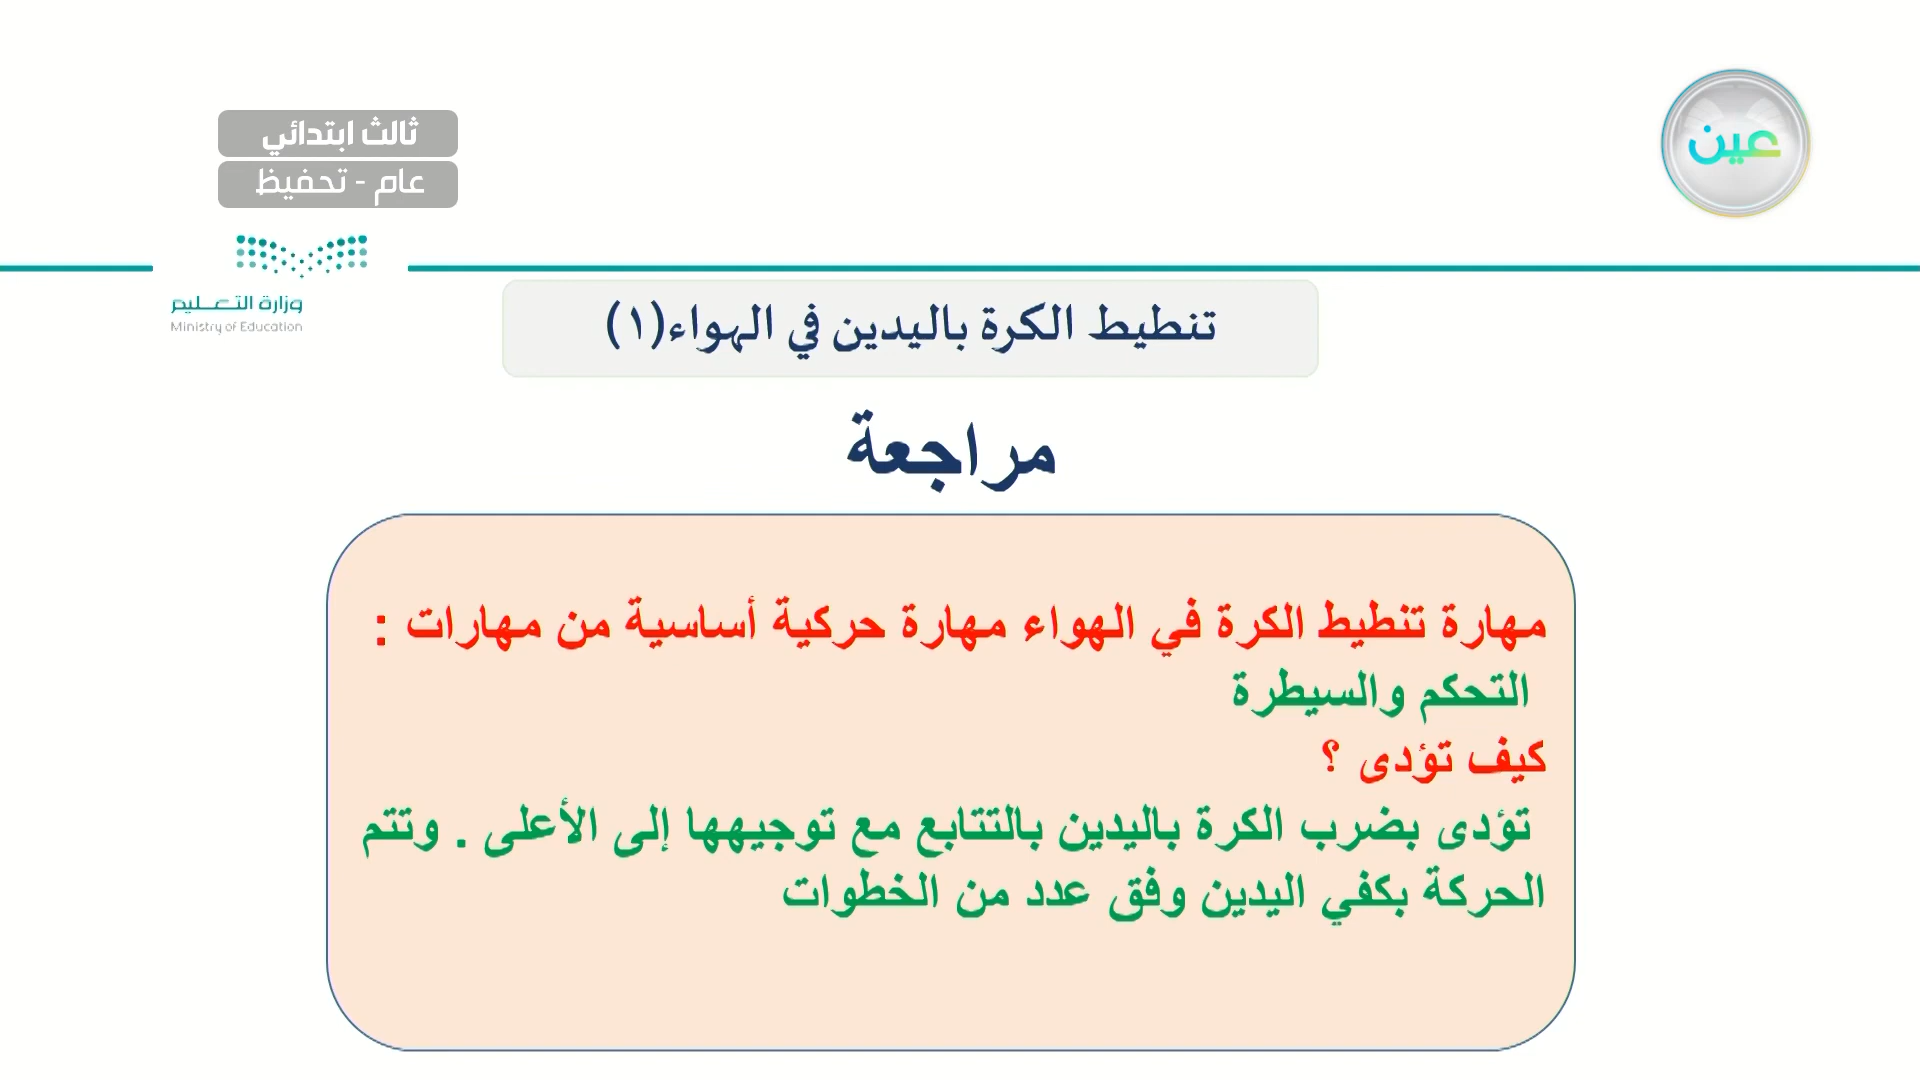 عين
ثالث ابتدائي
عام - تحفيظ
وزارة التعليم
Ministry of Education
تنطيط الكرة باليدين في الهواء(١)
مراجعة
مهارة تنطيط الكرة في الهواء مهارة حركية أساسية من مهارات :
التحكم والسيطرة
كيف تؤدى ؟
تؤدى بضرب الكرة باليدين بالتتابع مع توجيهها إلى الأعلى . وتتم
الحركة بكفي اليدين وفق عدد من الخطوات